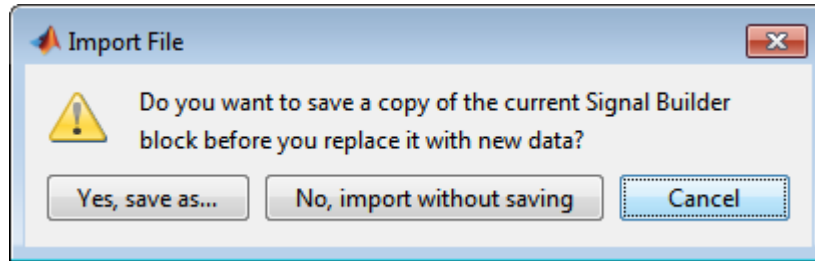 Import File
Do you want to save a copy of the current Signal Builder
block before you replace it with new data?
Yes, save as... No, import without saving Cancel